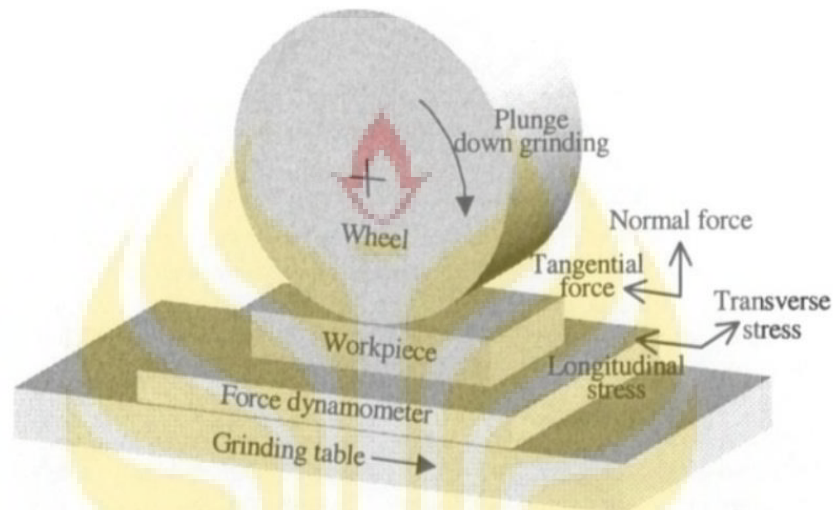 Plunge
down grinding
Wheel
Normal force
Tangential
force
Transverse
stress
Workpiece
Longitudinal
stress
Force dynamometer
Grinding table